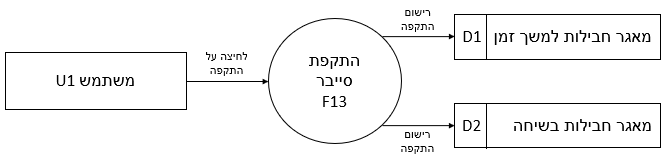 משתמש U1
לחיצה על
התקפה
התקפת
סייבר
F13
רישום
התקפה
D1
מאגר חבילות למשך זמן
רישום
התקפה
D2
מאגר חבילות בשיחה